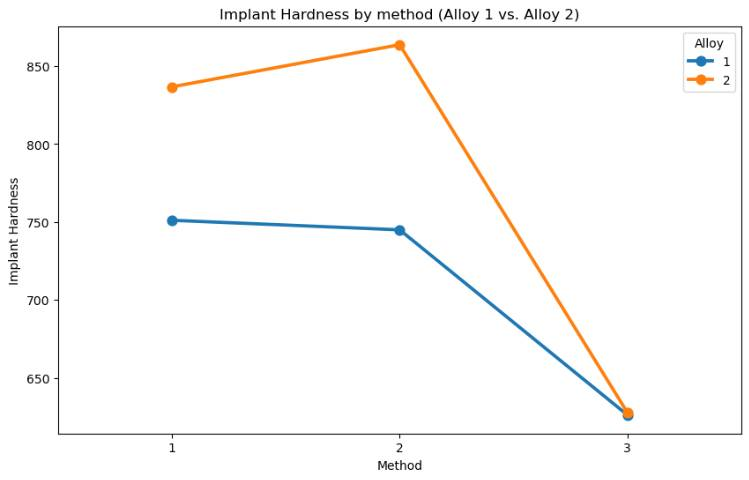 Implant Hardness by method (Alloy 1 vs. Alloy 2)
Alloy
1
2
850
800
750
700
650
Implant Hardness
1 2 3
Method